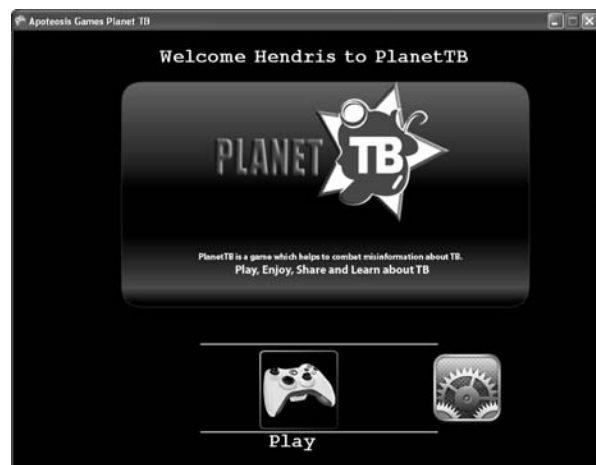 Apoteosis Games Planet TB
Welcome Hendris to PlanetTB
PLANET TB
PlanetTB is a game which helps to combat misinformation about TB.
Play, Enjoy, Share and Learn about TB
Play